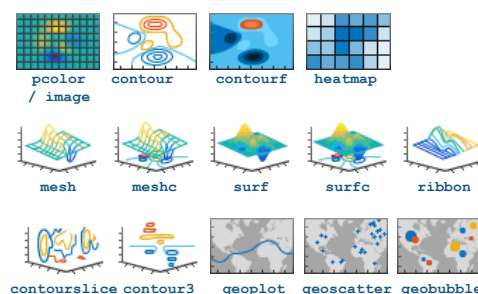 pcolor contour contourf heatmap
/ image
mesh meshc surf surfc ribbon
contourslice contour3 geoplot geoscatter geobubble